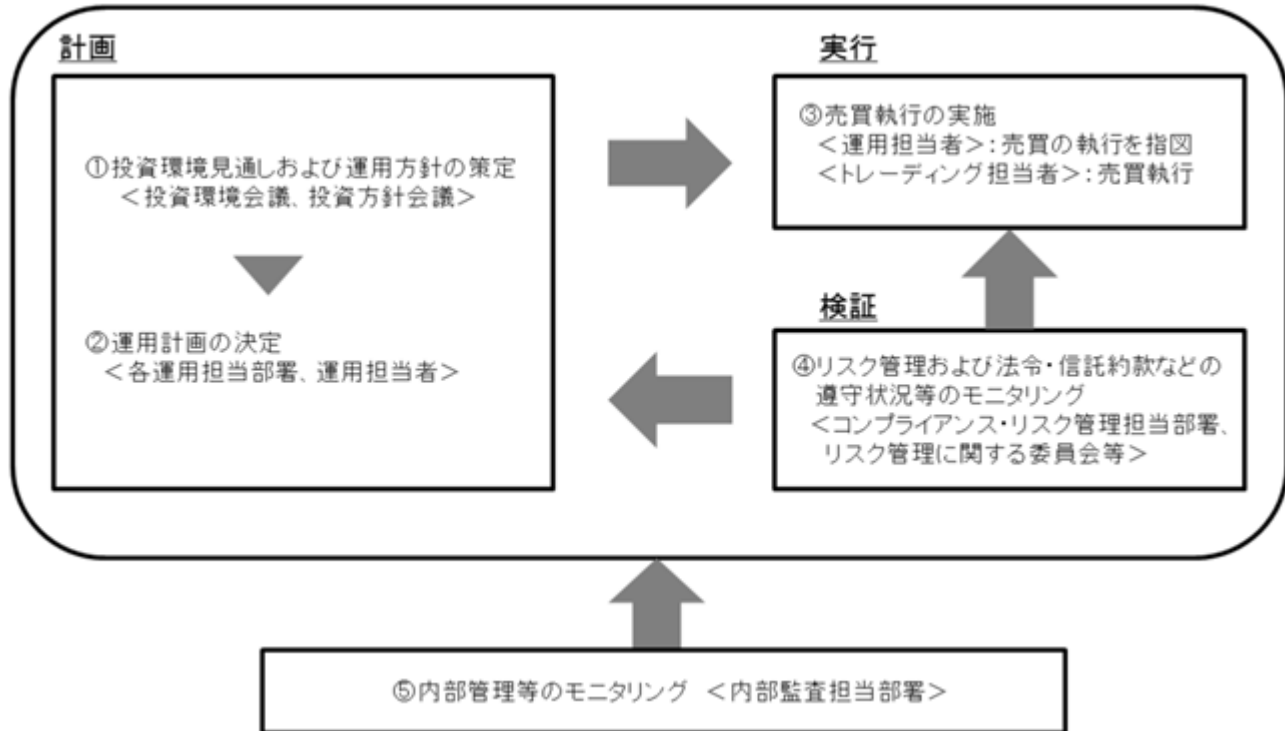 計画
①投資環境見通しおよび運用方針の策定
＜投資環境会議、投資方針会議＞
②運用計画の決定
＜各運用担当部署、運用担当者＞
実行
③売買執行の実施
＜運用担当者＞：売買の執行を指図
＜トレーディング担当者＞：売買執行
検証
④リスク管理および法令・信託約款などの
遵守状況等のモニタリング
＜コンプライアンス・リスク管理担当部署、
リスク管理に関する委員会等＞
⑤内部管理等のモニタリング　＜内部監査担当部署＞